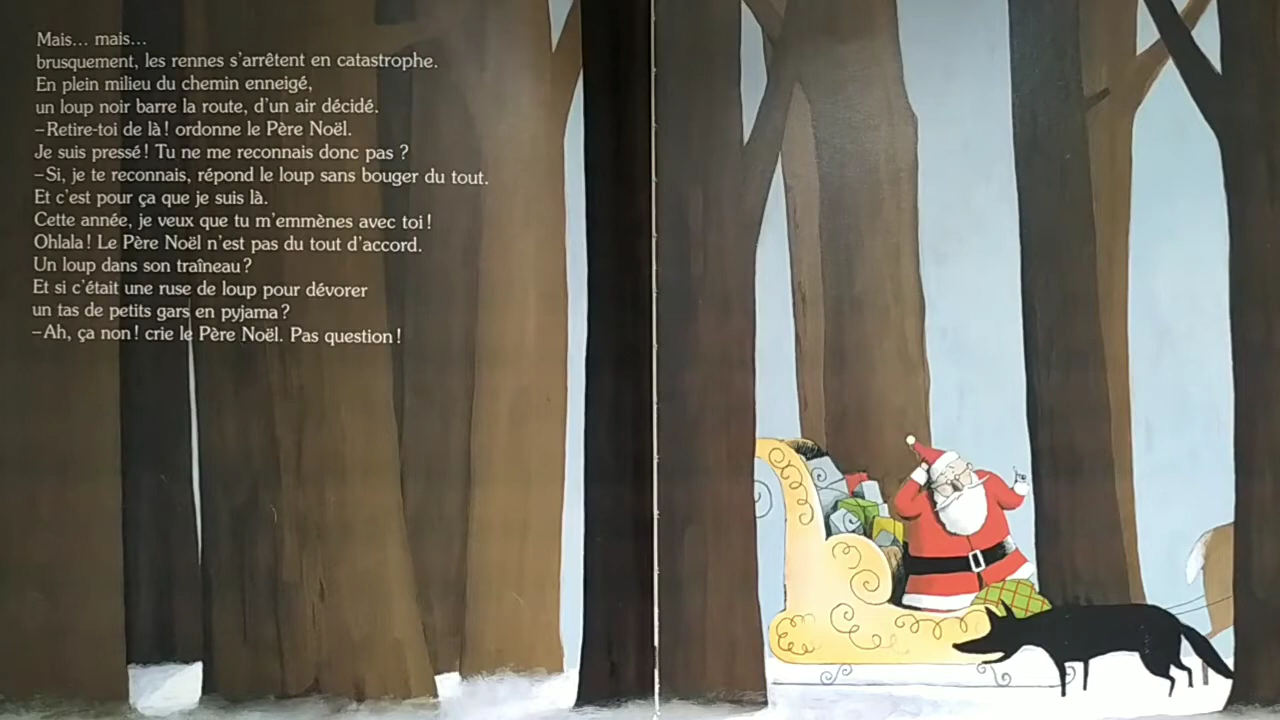 Mais... mais...
brusquement, les rennes s'arrêtent en catastrophe.
En plein milieu du chemin enneigé,
un loup noir barre la route, d'un air décidé.
– Retire-toi de là ! ordonne le Père Noël.
Je suis pressé ! Tu ne me reconnais donc pas ?
– Si, je te reconnais, répond le loup sans bouger du tout.
Et c'est pour ça que je suis là.
Cette année, je veux que tu m'emmènes avec toi !
Ohlala ! Le Père Noël n'est pas du tout d'accord.
Un loup dans son traîneau ?
Et si c'était une ruse de loup pour dévorer
un tas de petits gars en pyjama ?
– Ah, ça non ! crie le Père Noël. Pas question !